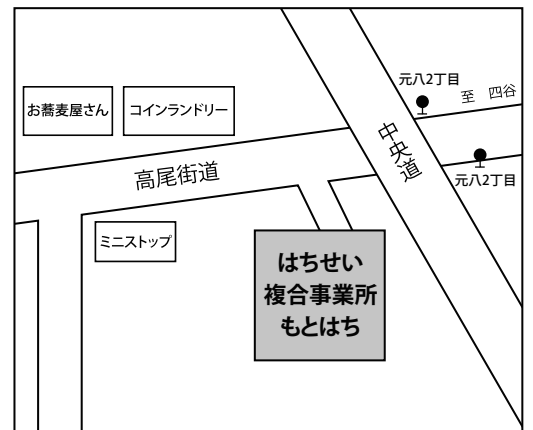 元八2丁目
至 四谷
お蕎麦屋さん
コインランドリー
中央道
高尾街道
元八2丁目
ミニストップ
はちせい
複合事業所
もとはち